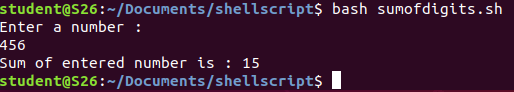 student@S26:~/Documents/shellscript$ bash sumofdigits.sh
Enter a number :
456
Sum of entered number is : 15
student@S26:~/Documents/shellscript$